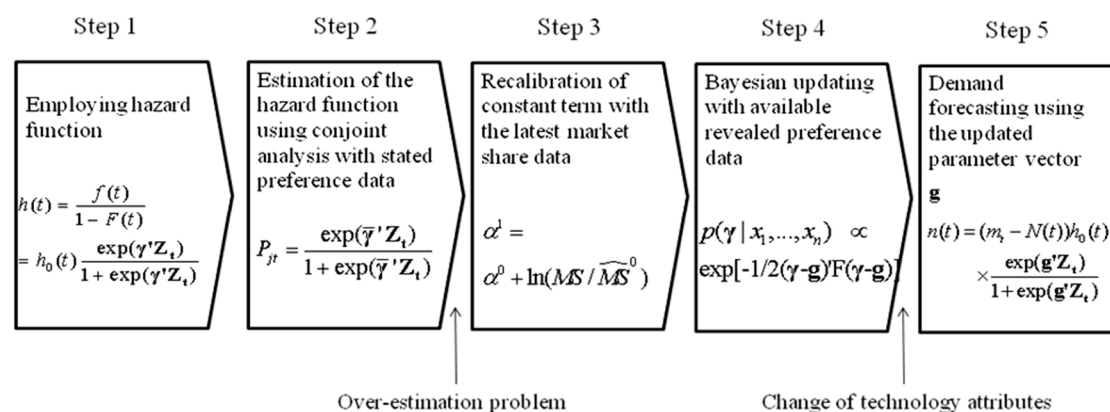 Step 1
Step 2
Step 3
Step 4
Step 5
Employing hazard
function
h(t) = f(t) / (1 − F(t))
= h₀(t) exp(γ'Zₜ) / (1 + exp(γ'Zₜ))
Estimation of the
hazard function
using conjoint
analysis with stated
preference data
P_jt = exp(γ̅'Zₜ) / (1 + exp(γ̅'Zₜ))
Recalibration of
constant term with
the latest market
share data
α¹ =
α⁰ + ln(MS / \widehat{MS}⁰)
Bayesian updating
with available
revealed preference
data
p(γ | x₁,...,xₙ) ∝
exp[-1/2(γ-g)'F(γ-g)]
Demand
forecasting using
the updated
parameter vector
g
n(t) = (mₜ − N(t))h₀(t)
× exp(g'Zₜ) / (1 + exp(g'Zₜ))
Over-estimation problem
Change of technology attributes